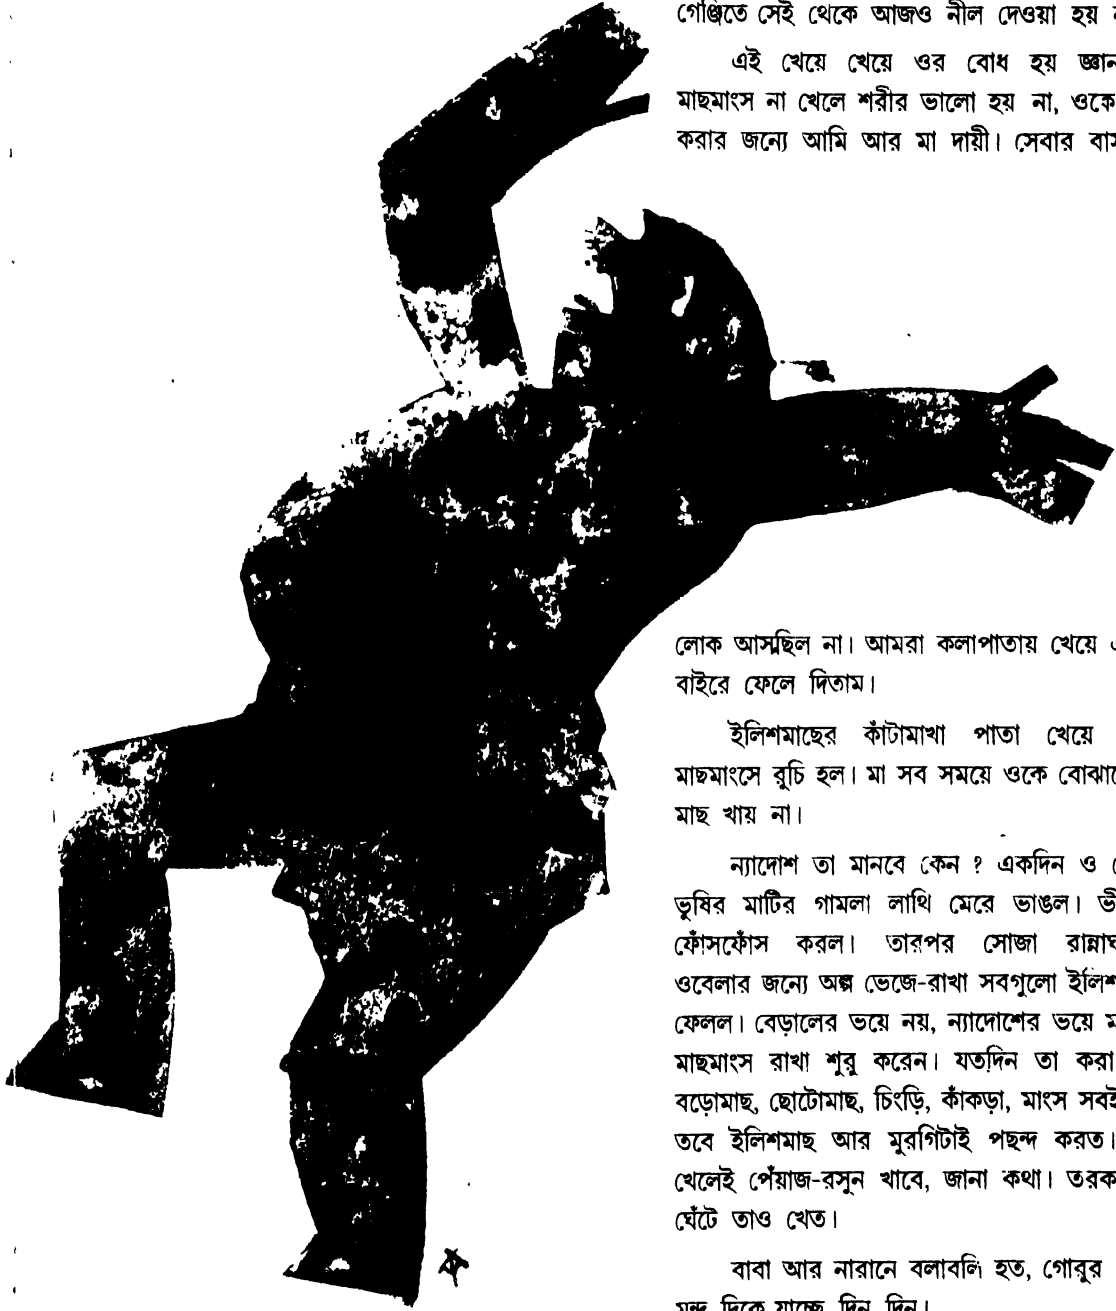 গেঞ্জিতে সেই থেকে আজও নীল দেওয়া হয়
এই খেয়ে খেয়ে ওর বোধ হয় জ্ঞান
মাছমাংস না খেলে শরীর ভালো হয় না, ওকে
করার জন্যে আমি আর মা দায়ী। সেবার
লোক আসছিল না। আমরা কলাপাতায় খেয়ে
বাইরে ফেলে দিতাম।
ইলিশমাছের কাঁটামাখা পাতা খেয়ে
মাছমাংসে রুচি হল। মা সব সময়ে ওকে
মাছ খায় না।
ন্যাদোশ তা মানবে কেন ? একদিন ও
ভুষির মাটির গামলা লাথি মেরে ভাঙল।
ফোঁসফোঁস করল। তারপর সোজা
ওবেলার জন্যে অল্প ভেজে-রাখা সবগুলো ইলিশ
ফেলল। বেড়ালের ভয়ে নয়, ন্যাদোশের ভয়ে
মাছমাংস রাখা শুরু করেন। যতদিন তা করা
বড়োমাছ, ছোটোমাছ, চিংড়ি, কাঁকড়া, মাংস সবই
তবে ইলিশমাছ আর মুরগিটাই পছন্দ করত।
খেলেই পেঁয়াজ-রসুন খাবে, জানা কথা।
ঘেঁটে তাও খেত।
বাবা আর নারানে বলাবলি হত, গোরুর
মন্দ দিকে যাচ্ছে দিন দিন।